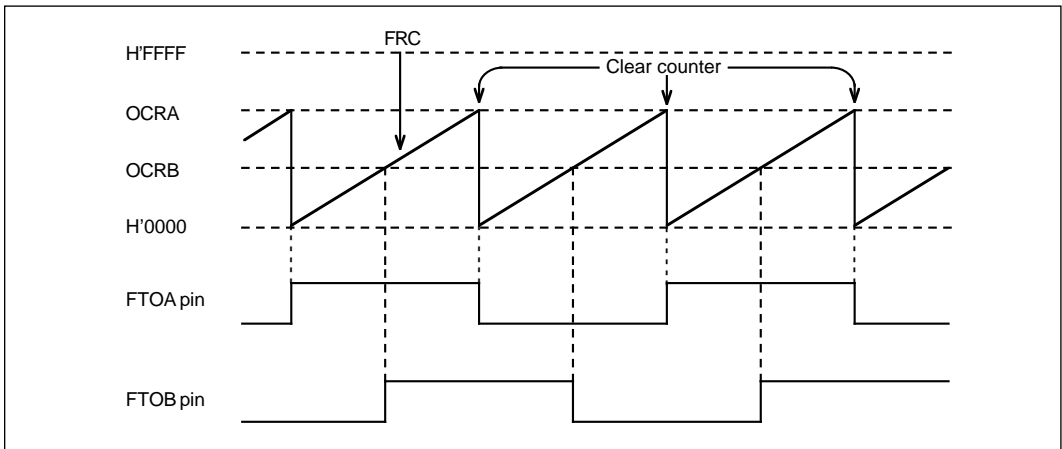 FRC
H'FFFF
Clear counter
OCRA
OCRB
H'0000
FTOA pin
FTOB pin